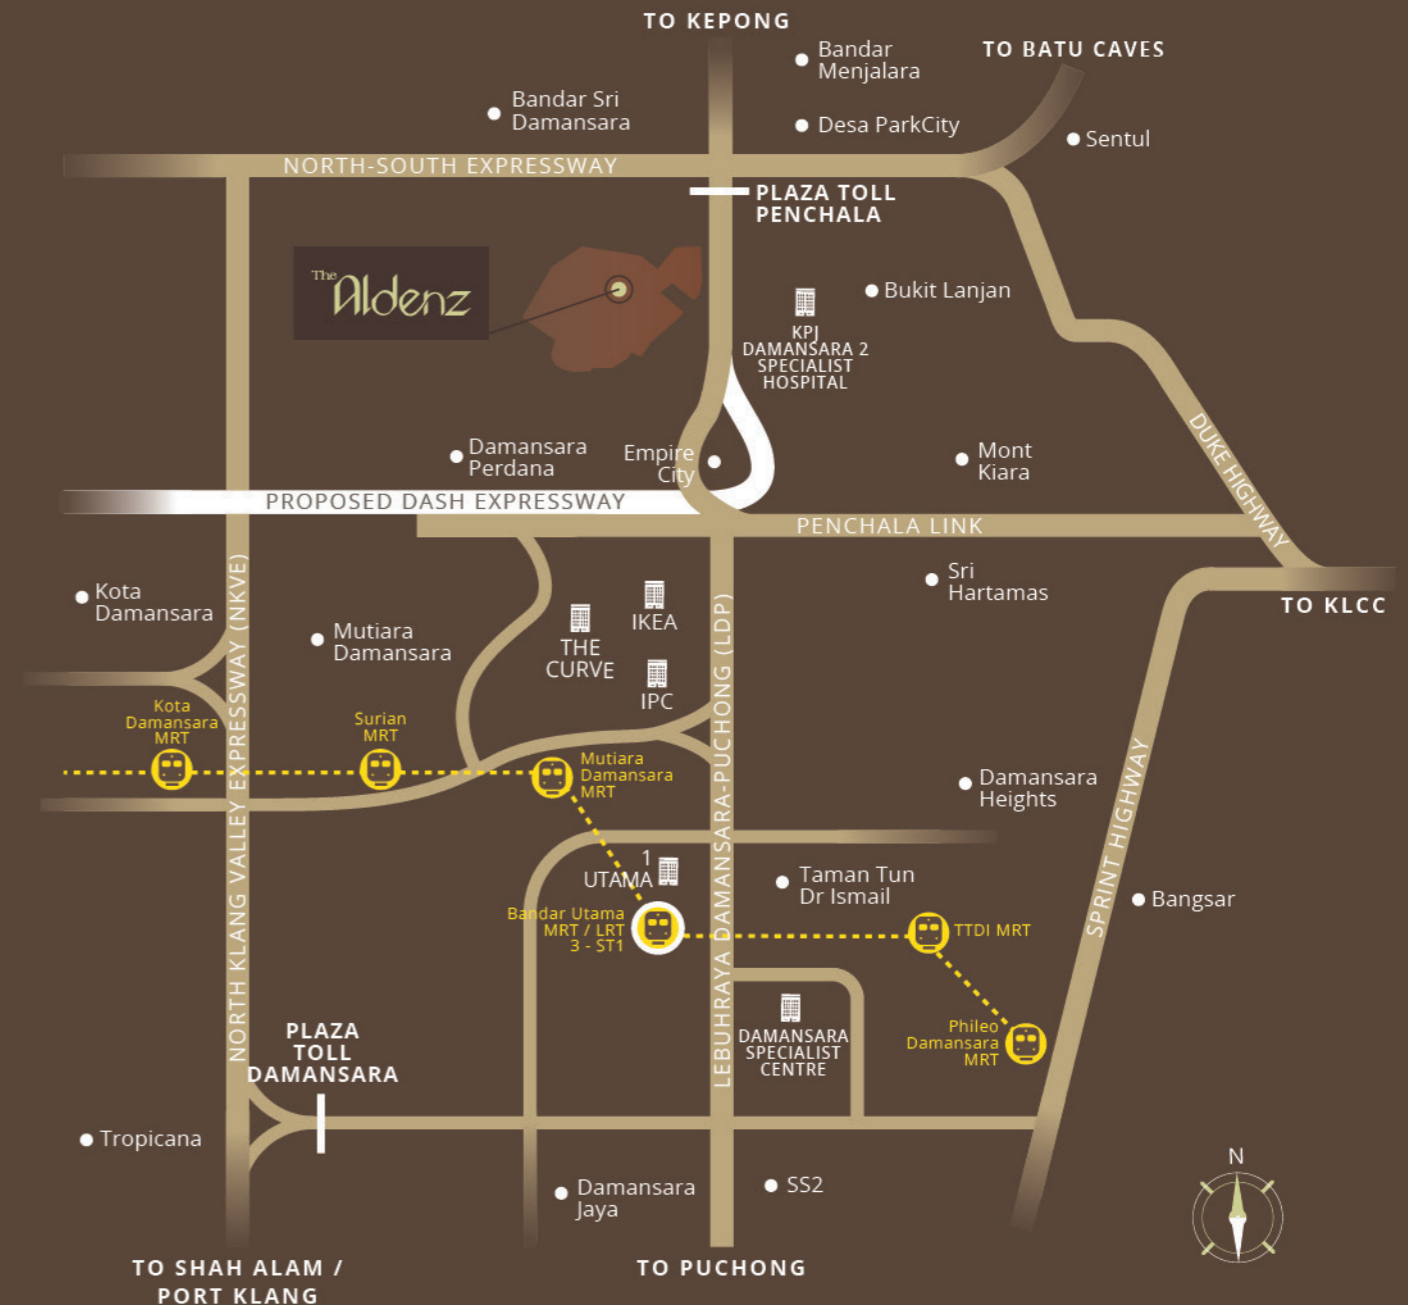 TO KEPONG
Bandar
Menjalara
TO BATU CAVES
Bandar Sri
Damansara
Desa ParkCity
Sentul
NORTH-SOUTH EXPRESSWAY
PLAZA TOLL
PENCHALA
The
Aldenz
Bukit Lanjan
KPJ
DAMANSARA 2
SPECIALIST
HOSPITAL
DUKE HIGHWAY
Damansara
Perdana
Empire
City
Mont
Kiara
PROPOSED DASH EXPRESSWAY
PENCHALA LINK
Kota
Damansara
NORTH KLANG VALLEY EXPRESSWAY (NKVE)
Mutiara
Damansara
THE
CURVE
IKEA
IPC
LEBUHRAYA DAMANSARA-PUCHONG (LDP)
Sri
Hartamas
TO KLCC
Kota
Damansara
MRT
Surian
MRT
Mutiara
Damansara
MRT
Damansara
Heights
SPRINT HIGHWAY
1
UTAMA
Taman Tun
Dr Ismail
Bangsar
Bandar Utama
MRT / LRT
3 - ST1
TTDI MRT
PLAZA
TOLL
DAMANSARA
DAMANSARA
SPECIALIST
CENTRE
Phileo
Damansara
MRT
Tropicana
Damansara
Jaya
SS2
N
TO SHAH ALAM /
PORT KLANG
TO PUCHONG